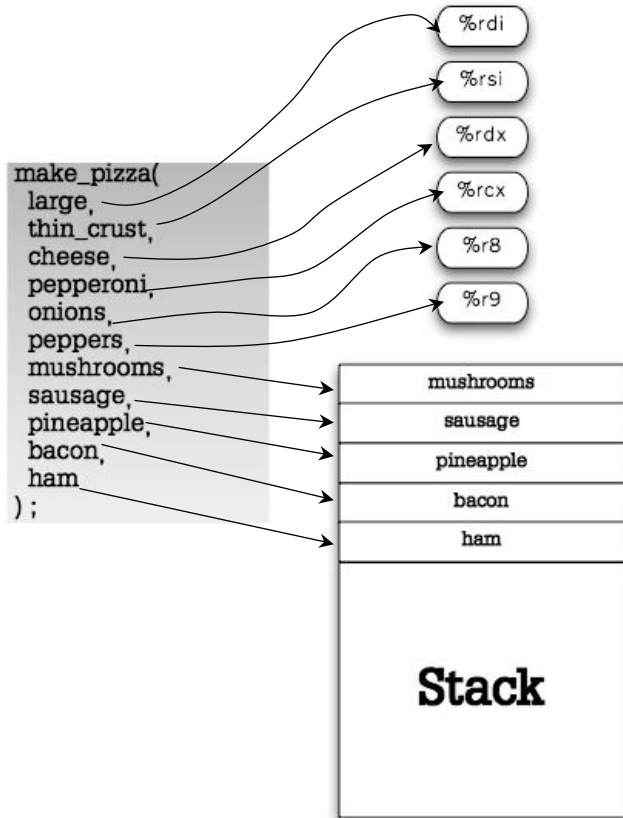 %rdi
%rsi
%rdx
%rcx
%r8
%r9
make_pizza(
large,
thin_crust,
cheese,
pepperoni,
onions,
peppers,
mushrooms,
sausage,
pineapple,
bacon,
ham
) ;
mushrooms
sausage
pineapple
bacon
ham
Stack